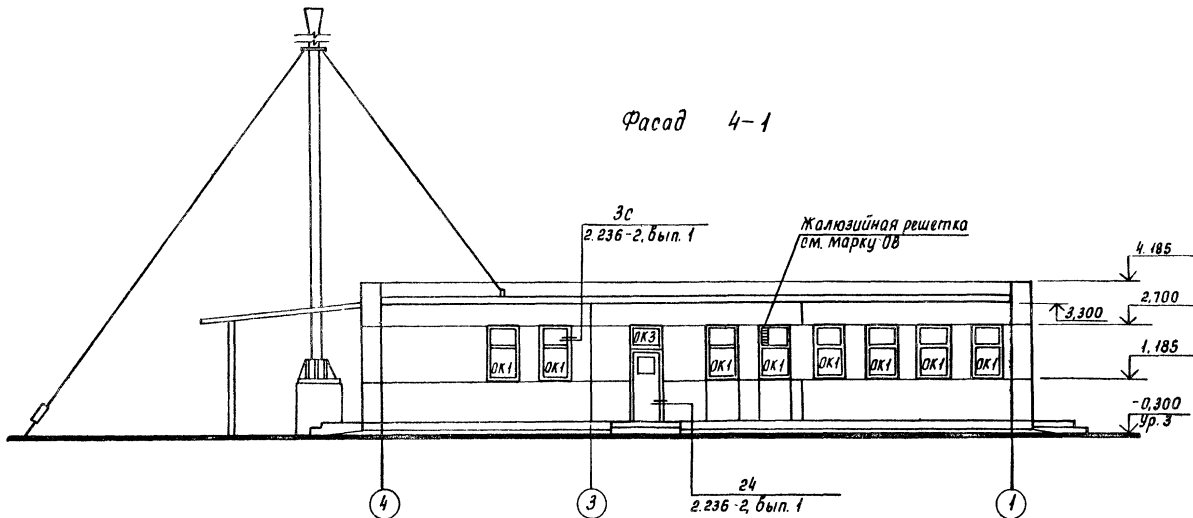 Фасад 4-1
3с
2.236-2, вып. 1
Жалюзийная решетка
см. марку ОВ
4.185
3,300
2,700
1,185
-0,300
Ур. З
ОК3
ОК1
ОК1
ОК1
ОК1
ОК1
ОК1
ОК1
ОК1
24
2.236-2, вып. 1
4
3
1